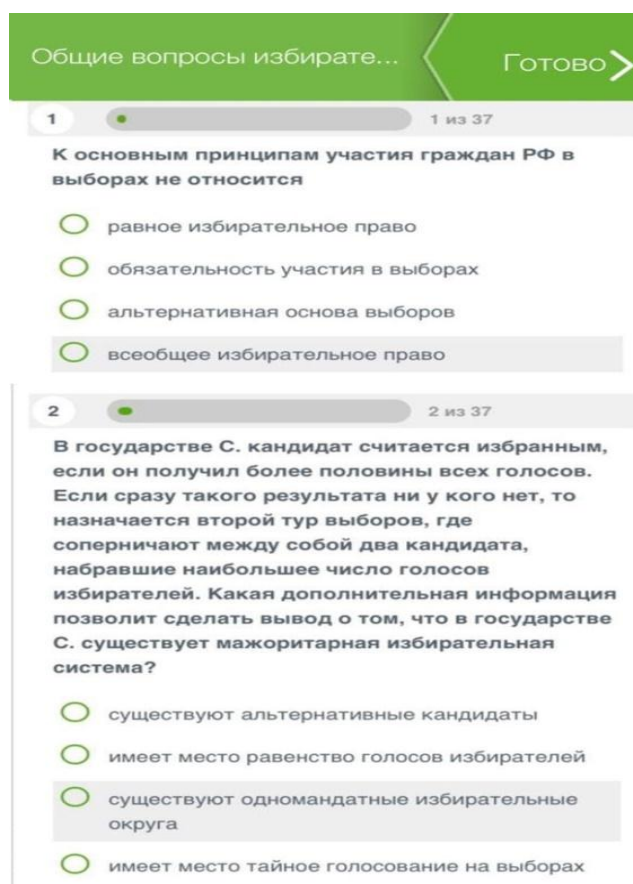 Общие вопросы избирате...
Готово
1
1 из 37
К основным принципам участия граждан РФ в
выборах не относится
равное избирательное право
обязательность участия в выборах
альтернативная основа выборов
всеобщее избирательное право
2
2 из 37
В государстве С. кандидат считается избранным,
если он получил более половины всех голосов.
Если сразу такого результата ни у кого нет, то
назначается второй тур выборов, где
соперничают между собой два кандидата,
набравшие наибольшее число голосов
избирателей. Какая дополнительная информация
позволит сделать вывод о том, что в государстве
С. существует мажоритарная избирательная
система?
существуют альтернативные кандидаты
имеет место равенство голосов избирателей
существуют одномандатные избирательные
округа
имеет место тайное голосование на выборах